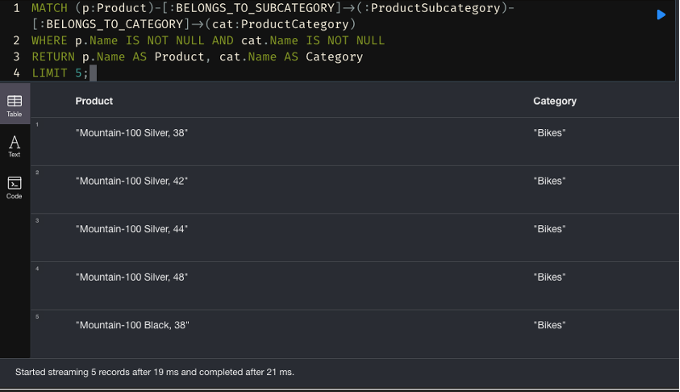 1 MATCH (p:Product)-[:BELONGS_TO_SUBCATEGORY]→(:ProductSubcategory)-
[:BELONGS_TO_CATEGORY]→(cat:ProductCategory)
2 WHERE p.Name IS NOT NULL AND cat.Name IS NOT NULL
3 RETURN p.Name AS Product, cat.Name AS Category
4 LIMIT 5;
Table
Text
Code
Product Category
1 "Mountain-100 Silver, 38" "Bikes"
2 "Mountain-100 Silver, 42" "Bikes"
3 "Mountain-100 Silver, 44" "Bikes"
4 "Mountain-100 Silver, 48" "Bikes"
5 "Mountain-100 Black, 38" "Bikes"
Started streaming 5 records after 19 ms and completed after 21 ms.